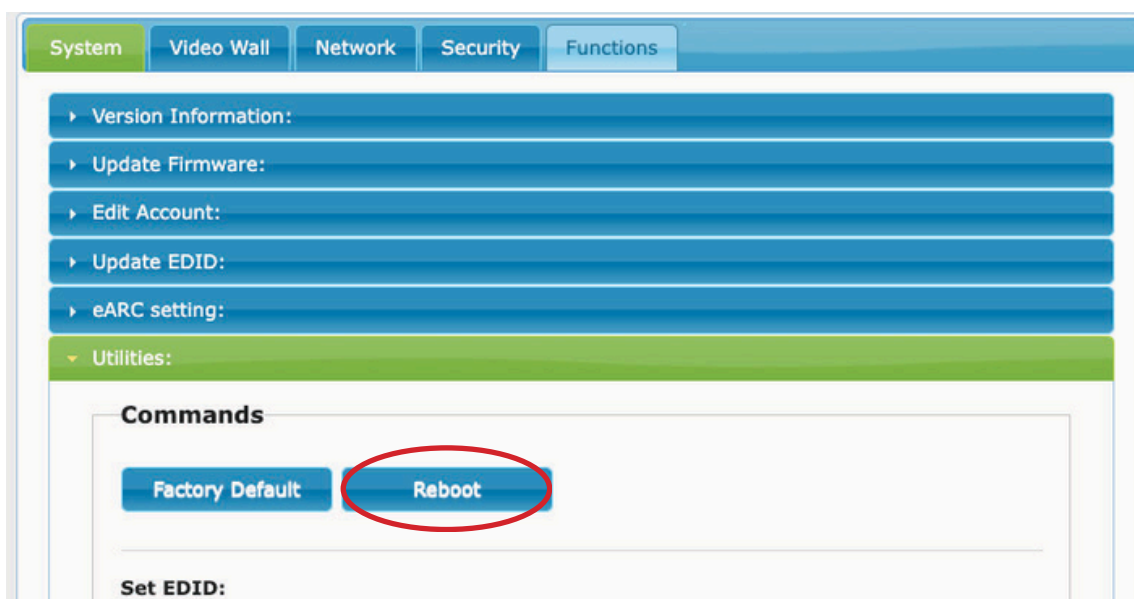 System Video Wall Network Security Functions
Version Information:
Update Firmware:
Edit Account:
Update EDID:
eARC setting:
Utilities:
Commands
Factory Default Reboot
Set EDID: